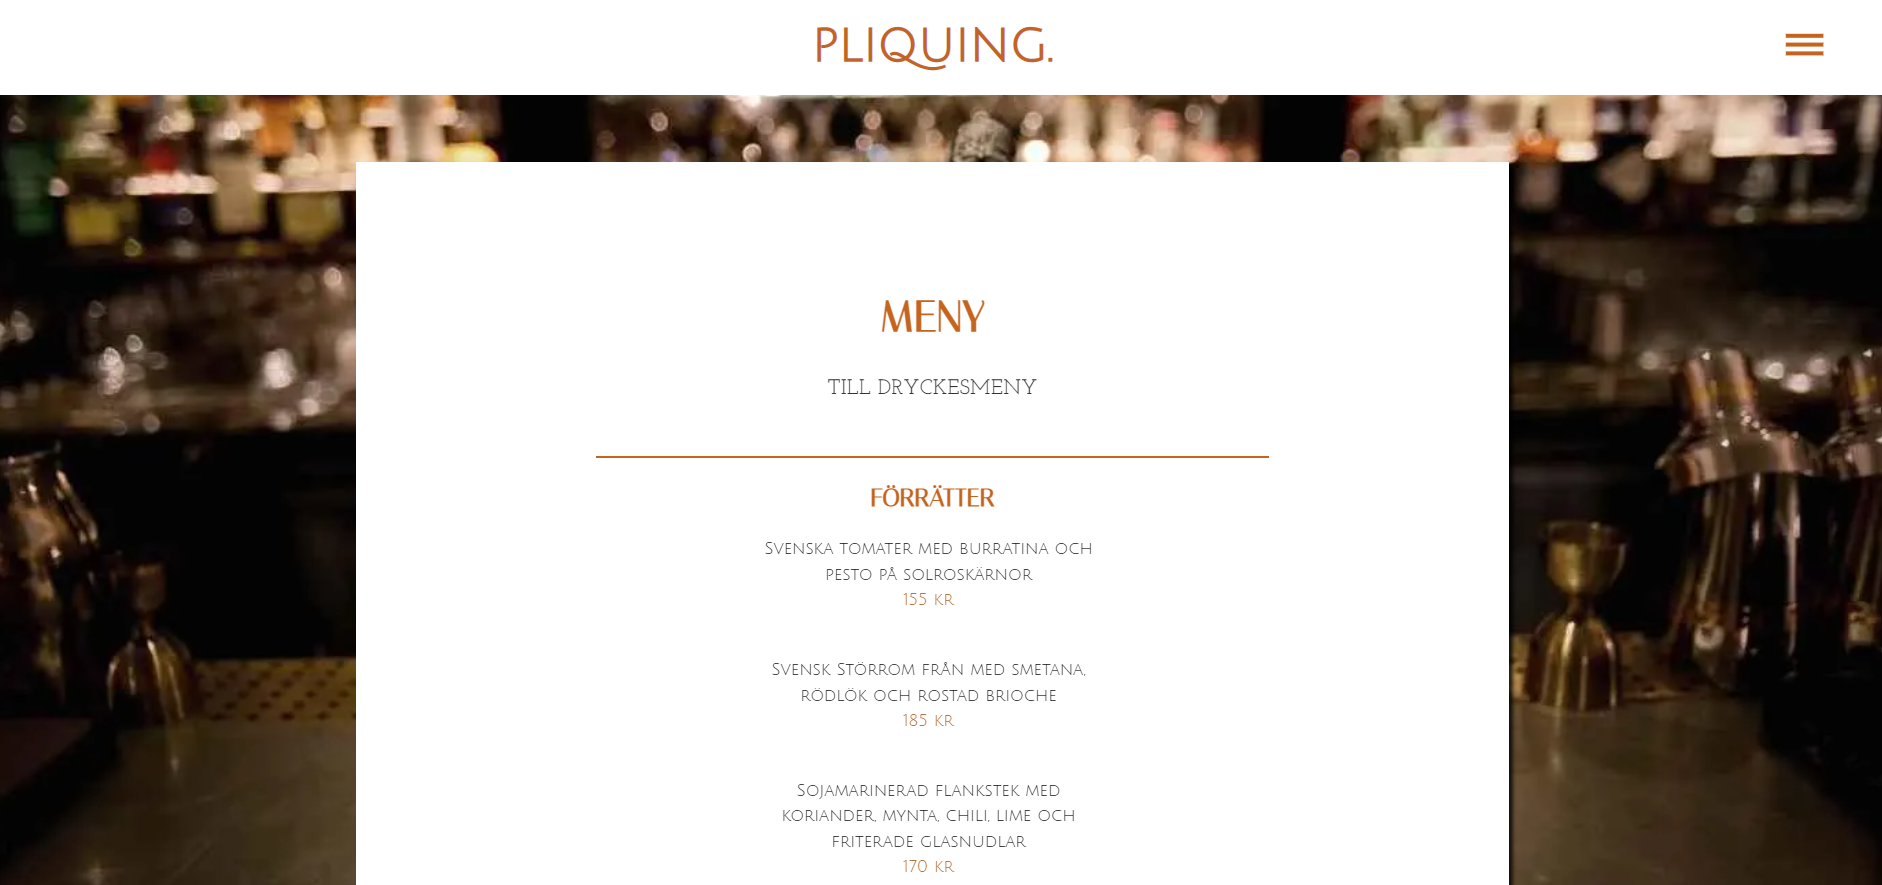 PLIQUING.
MENY
TILL DRYCKESMENY
FÖRRÄTTER
Svenska tomater med burratina och
pesto på solroskärnor
155 kr
Svensk Störrom från med smetana,
rödlök och rostad brioche
185 kr
Sojamarinerad flankstek med
koriander, mynta, chili, lime och
friterade glasnudlar
170 kr